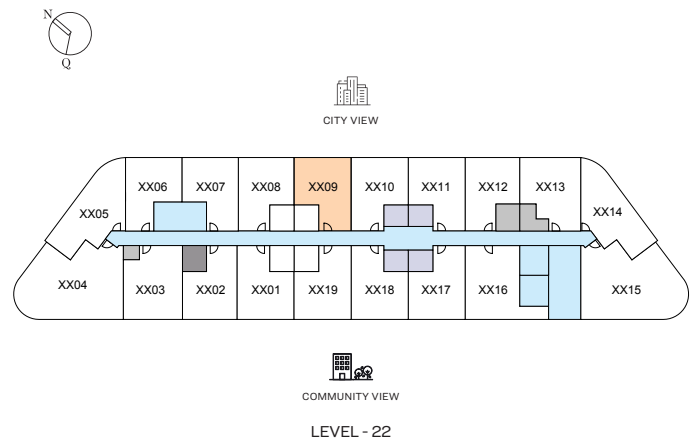 N
Q
CITY VIEW
XX06 XX07 XX08 XX09 XX10 XX11 XX12 XX13
XX05 XX14
XX04 XX03 XX02 XX01 XX19 XX18 XX17 XX16 XX15
COMMUNITY VIEW
LEVEL - 22